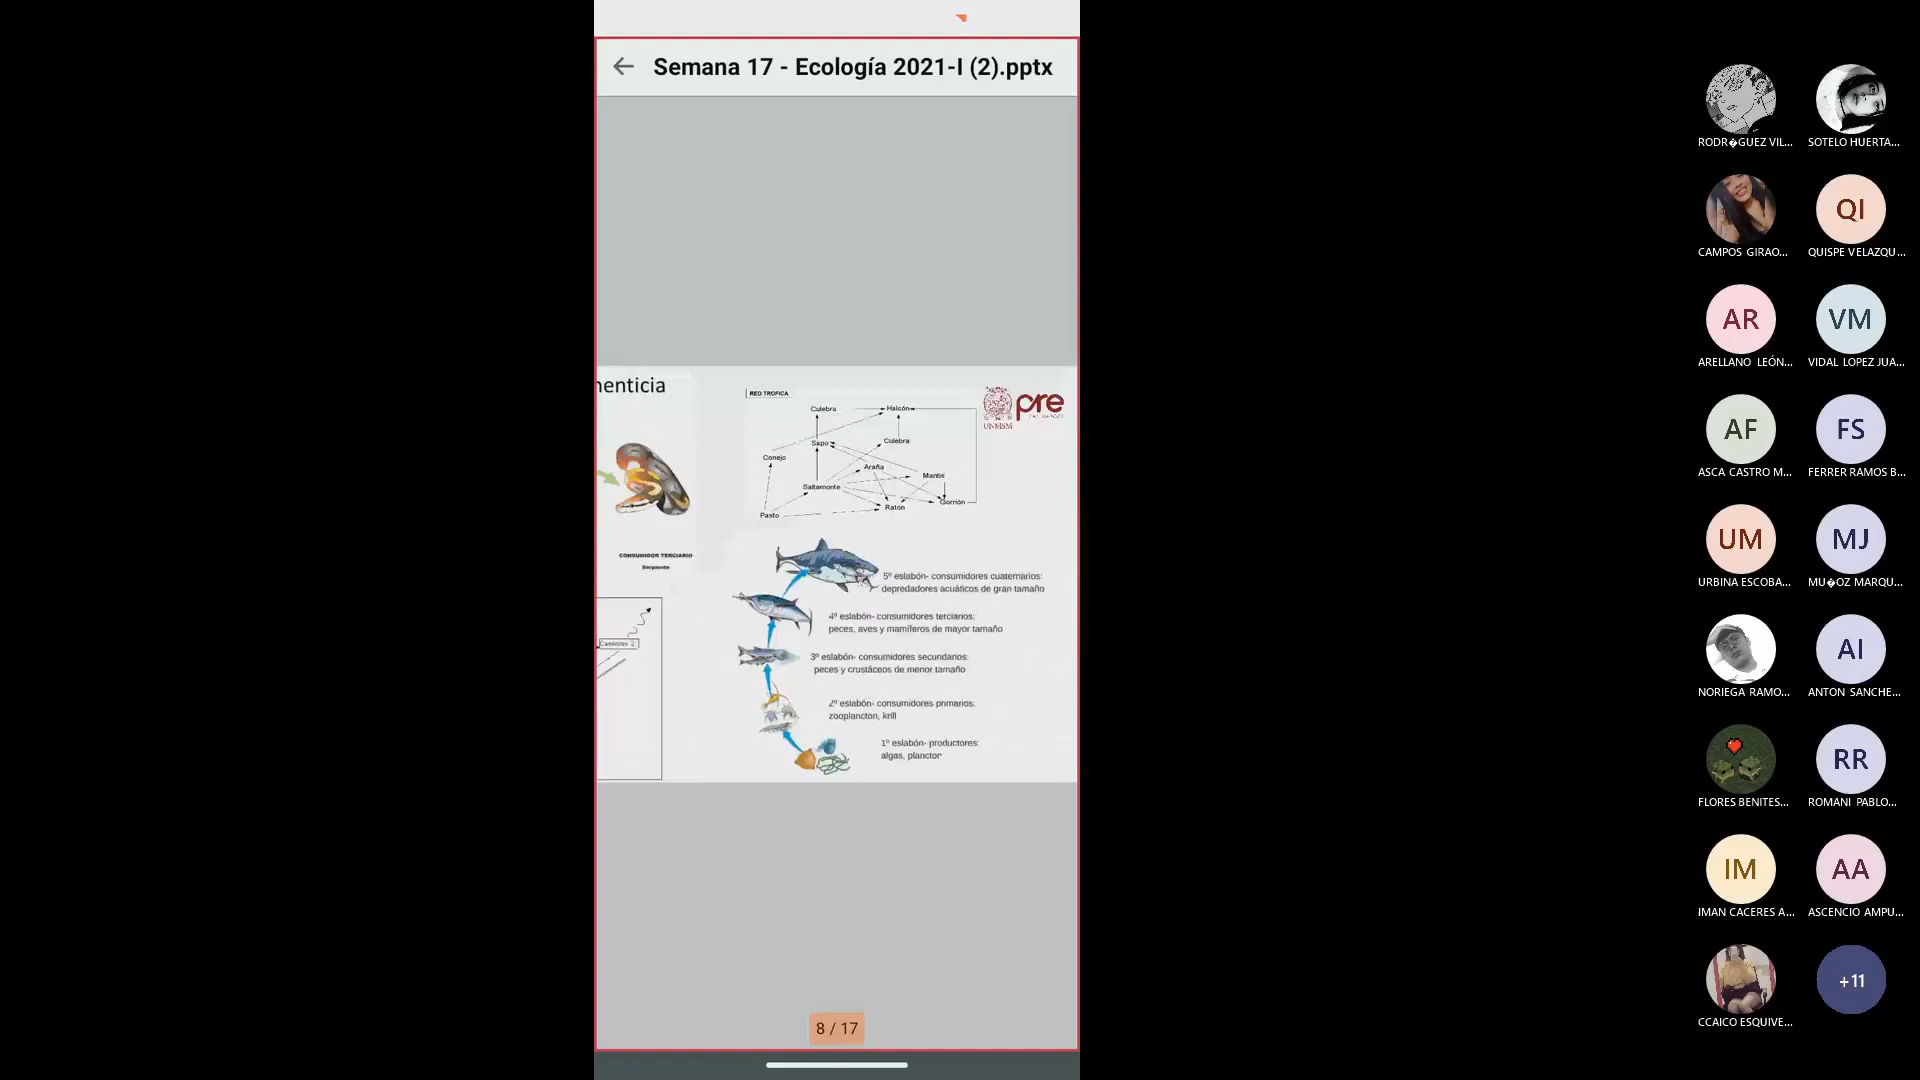 Semana 17 - Ecología 2021-I (2).pptx
menticia
RED TROFICA
Culebra
Halcón
pre
UNMSM
Sapo
Culebra
Conejo
Araña
Mantis
Saltamonte
Gorrión
Ratón
Pasto
CONSUMIDOR TERCIARIO
Serpiente
5º eslabón- consumidores cuaternarios:
depredadores acuáticos de gran tamaño
4º eslabón- consumidores terciarios:
peces, aves y mamíferos de mayor tamaño
Carnívoros 2
3º eslabón- consumidores secundarios:
peces y crustáceos de menor tamaño
2º eslabón- consumidores primarios:
zooplancton, krill
1º eslabón- productores:
algas, plancton
8 / 17
RODR�GUEZ VIL...
SOTELO HUERTA...
CAMPOS GIRAO...
QI
QUISPE VELAZQU...
AR
ARELLANO LEÓN...
VM
VIDAL LOPEZ JUA...
AF
ASCA CASTRO M...
FS
FERRER RAMOS B...
UM
URBINA ESCOBA...
MJ
MU�OZ MARQU...
NORIEGA RAMO...
AI
ANTON SANCHE...
FLORES BENITES...
RR
ROMANI PABLO...
IM
IMAN CACERES A...
AA
ASCENCIO AMPU...
CCAICO ESQUIVE...
+11